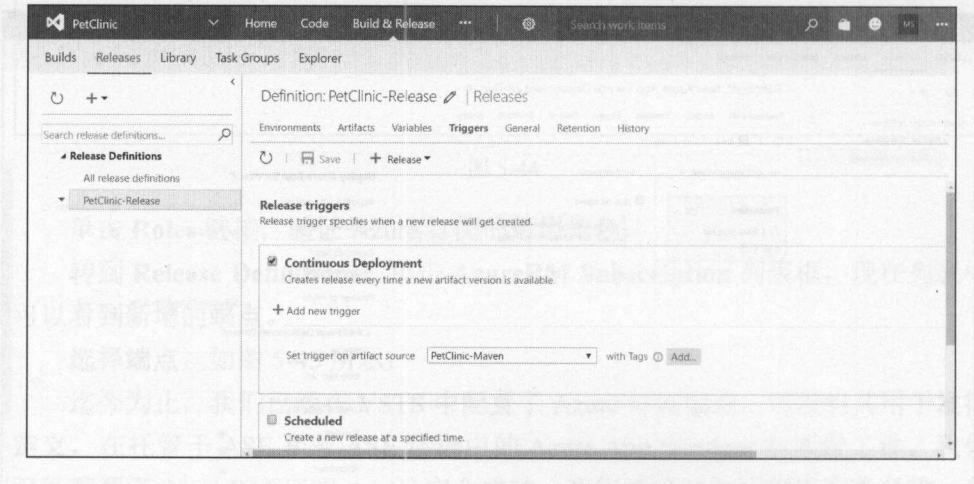 PetClinic
Home Code Build & Release ...
Search work items
MS
...
Builds Releases Library Task Groups Explorer
Search release definitions...
Release Definitions
All release definitions
PetClinic-Release
Definition: PetClinic-Release | Releases
Environments Artifacts Variables Triggers General Retention History
Save + Release
Release triggers
Release trigger specifies when a new release will get created.
Continuous Deployment
Creates release every time a new artifact version is available.
+ Add new trigger
Set trigger on artifact source PetClinic-Maven with Tags Add...
Scheduled
Create a new release at a specified time.